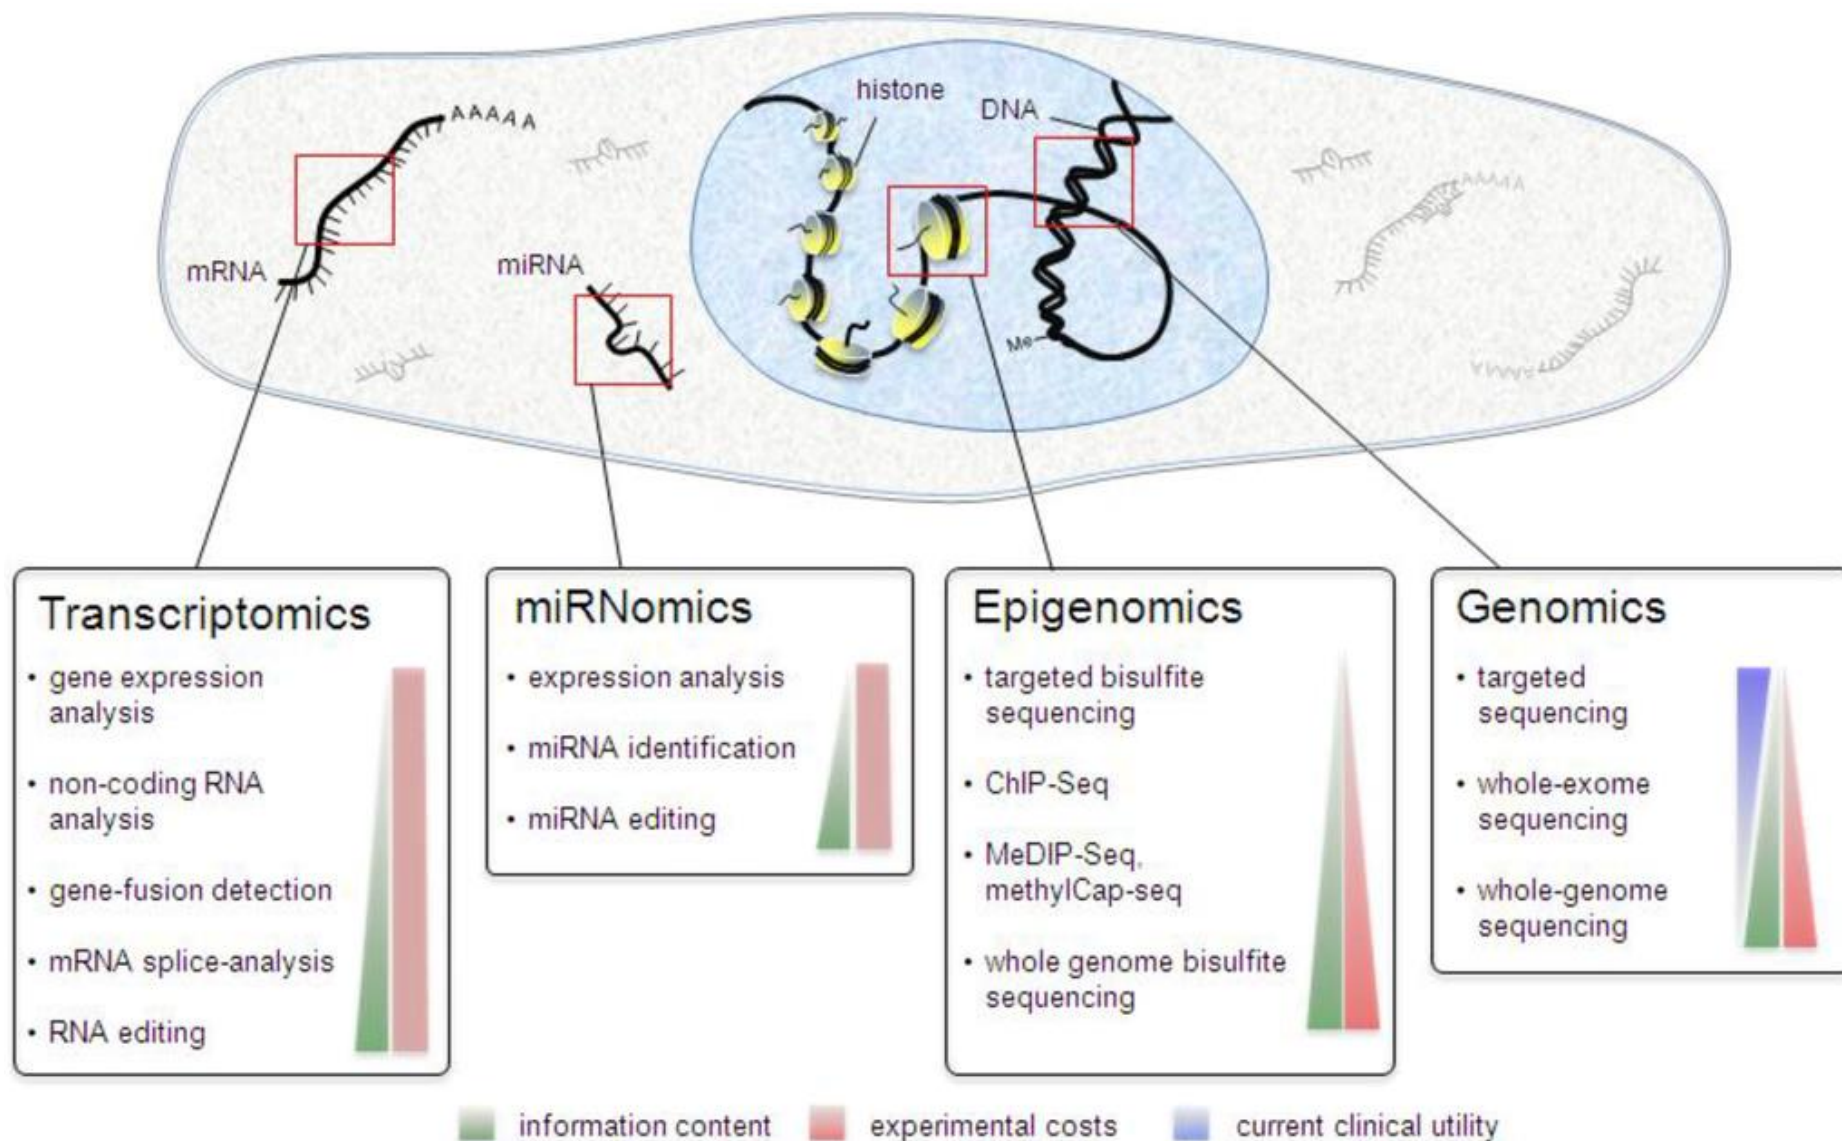 histone
DNA
AAAAA
mRNA
miRNA
Me
AAAAA
AAAAA
Transcriptomics
• gene expression
analysis
• non-coding RNA
analysis
• gene-fusion detection
• mRNA splice-analysis
• RNA editing
miRNomics
• expression analysis
• miRNA identification
• miRNA editing
Epigenomics
• targeted bisulfite
sequencing
• ChIP-Seq
• MeDIP-Seq,
methylCap-seq
• whole genome bisulfite
sequencing
Genomics
• targeted
sequencing
• whole-exome
sequencing
• whole-genome
sequencing
information content
experimental costs
current clinical utility